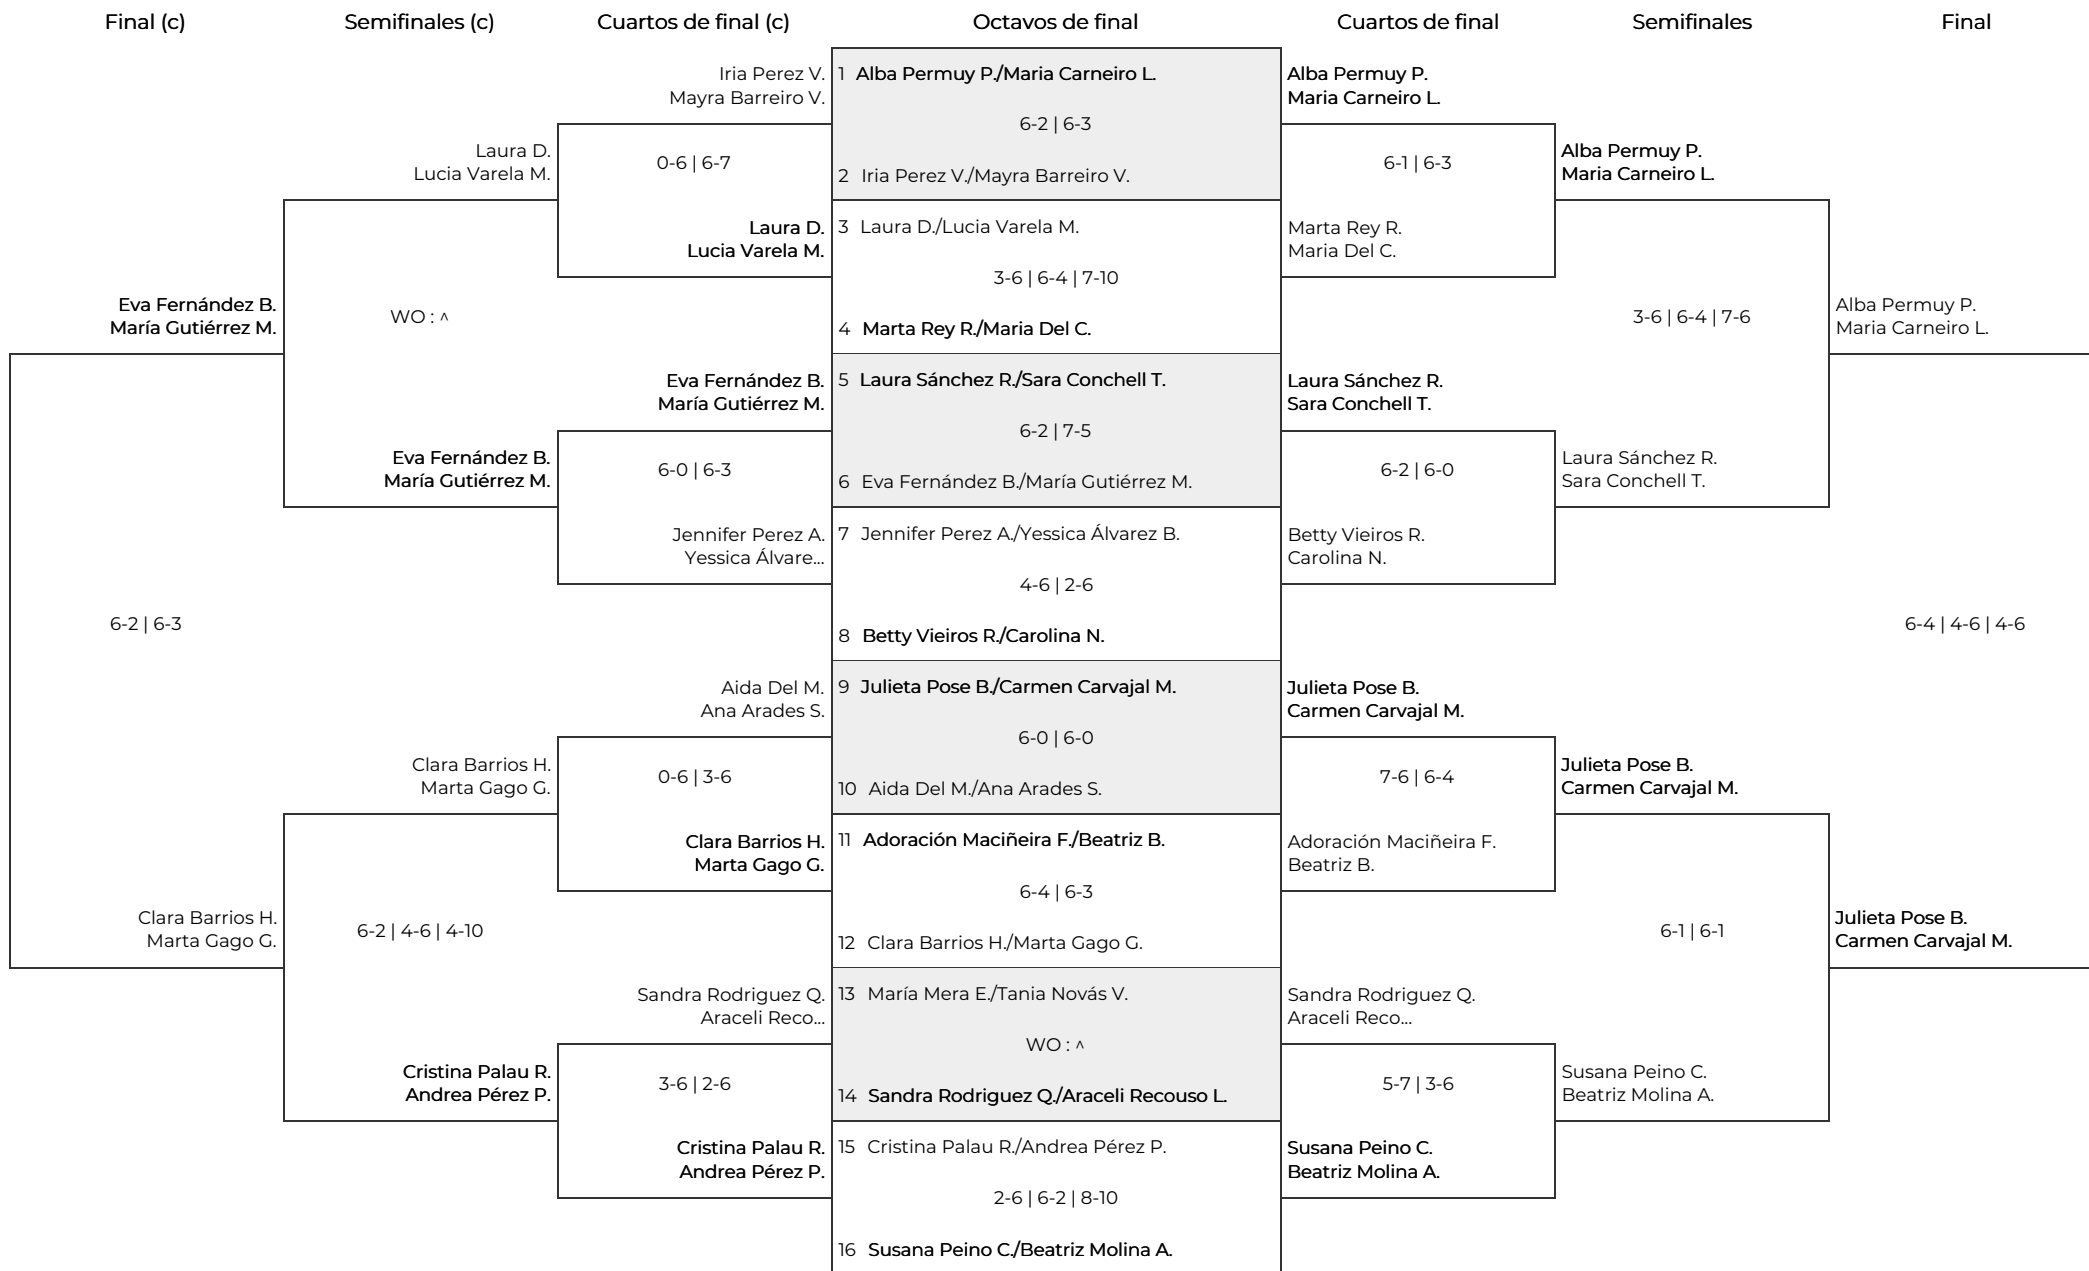 Final (c)
Semifinales (c)
Cuartos de final (c)
Octavos de final
Cuartos de final
Semifinales
Final
Eva Fernández B.
María Gutiérrez M.
6-2 | 6-3
Clara Barrios H.
Marta Gago G.
Laura D.
Lucia Varela M.
WO : ^
Eva Fernández B.
María Gutiérrez M.
Clara Barrios H.
Marta Gago G.
6-2 | 4-6 | 4-10
Cristina Palau R.
Andrea Pérez P.
Iria Perez V.
Mayra Barreiro V.
0-6 | 6-7
Laura D.
Lucia Varela M.
Eva Fernández B.
María Gutiérrez M.
6-0 | 6-3
Jennifer Perez A.
Yessica Álvare...
Aida Del M.
Ana Arades S.
0-6 | 3-6
Clara Barrios H.
Marta Gago G.
Sandra Rodriguez Q.
Araceli Reco...
3-6 | 2-6
Cristina Palau R.
Andrea Pérez P.
1 Alba Permuy P./Maria Carneiro L.
6-2 | 6-3
2 Iria Perez V./Mayra Barreiro V.
3 Laura D./Lucia Varela M.
3-6 | 6-4 | 7-10
4 Marta Rey R./Maria Del C.
5 Laura Sánchez R./Sara Conchell T.
6-2 | 7-5
6 Eva Fernández B./María Gutiérrez M.
7 Jennifer Perez A./Yessica Álvarez B.
4-6 | 2-6
8 Betty Vieiros R./Carolina N.
9 Julieta Pose B./Carmen Carvajal M.
6-0 | 6-0
10 Aida Del M./Ana Arades S.
11 Adoración Maciñeira F./Beatriz B.
6-4 | 6-3
12 Clara Barrios H./Marta Gago G.
13 María Mera E./Tania Novás V.
WO : ^
14 Sandra Rodriguez Q./Araceli Recouso L.
15 Cristina Palau R./Andrea Pérez P.
2-6 | 6-2 | 8-10
16 Susana Peino C./Beatriz Molina A.
Alba Permuy P.
Maria Carneiro L.
6-1 | 6-3
Marta Rey R.
Maria Del C.
Laura Sánchez R.
Sara Conchell T.
6-2 | 6-0
Betty Vieiros R.
Carolina N.
Julieta Pose B.
Carmen Carvajal M.
7-6 | 6-4
Adoración Maciñeira F.
Beatriz B.
Sandra Rodriguez Q.
Araceli Reco...
5-7 | 3-6
Susana Peino C.
Beatriz Molina A.
Alba Permuy P.
Maria Carneiro L.
3-6 | 6-4 | 7-6
Laura Sánchez R.
Sara Conchell T.
Julieta Pose B.
Carmen Carvajal M.
6-1 | 6-1
Susana Peino C.
Beatriz Molina A.
Alba Permuy P.
Maria Carneiro L.
6-4 | 4-6 | 4-6
Julieta Pose B.
Carmen Carvajal M.